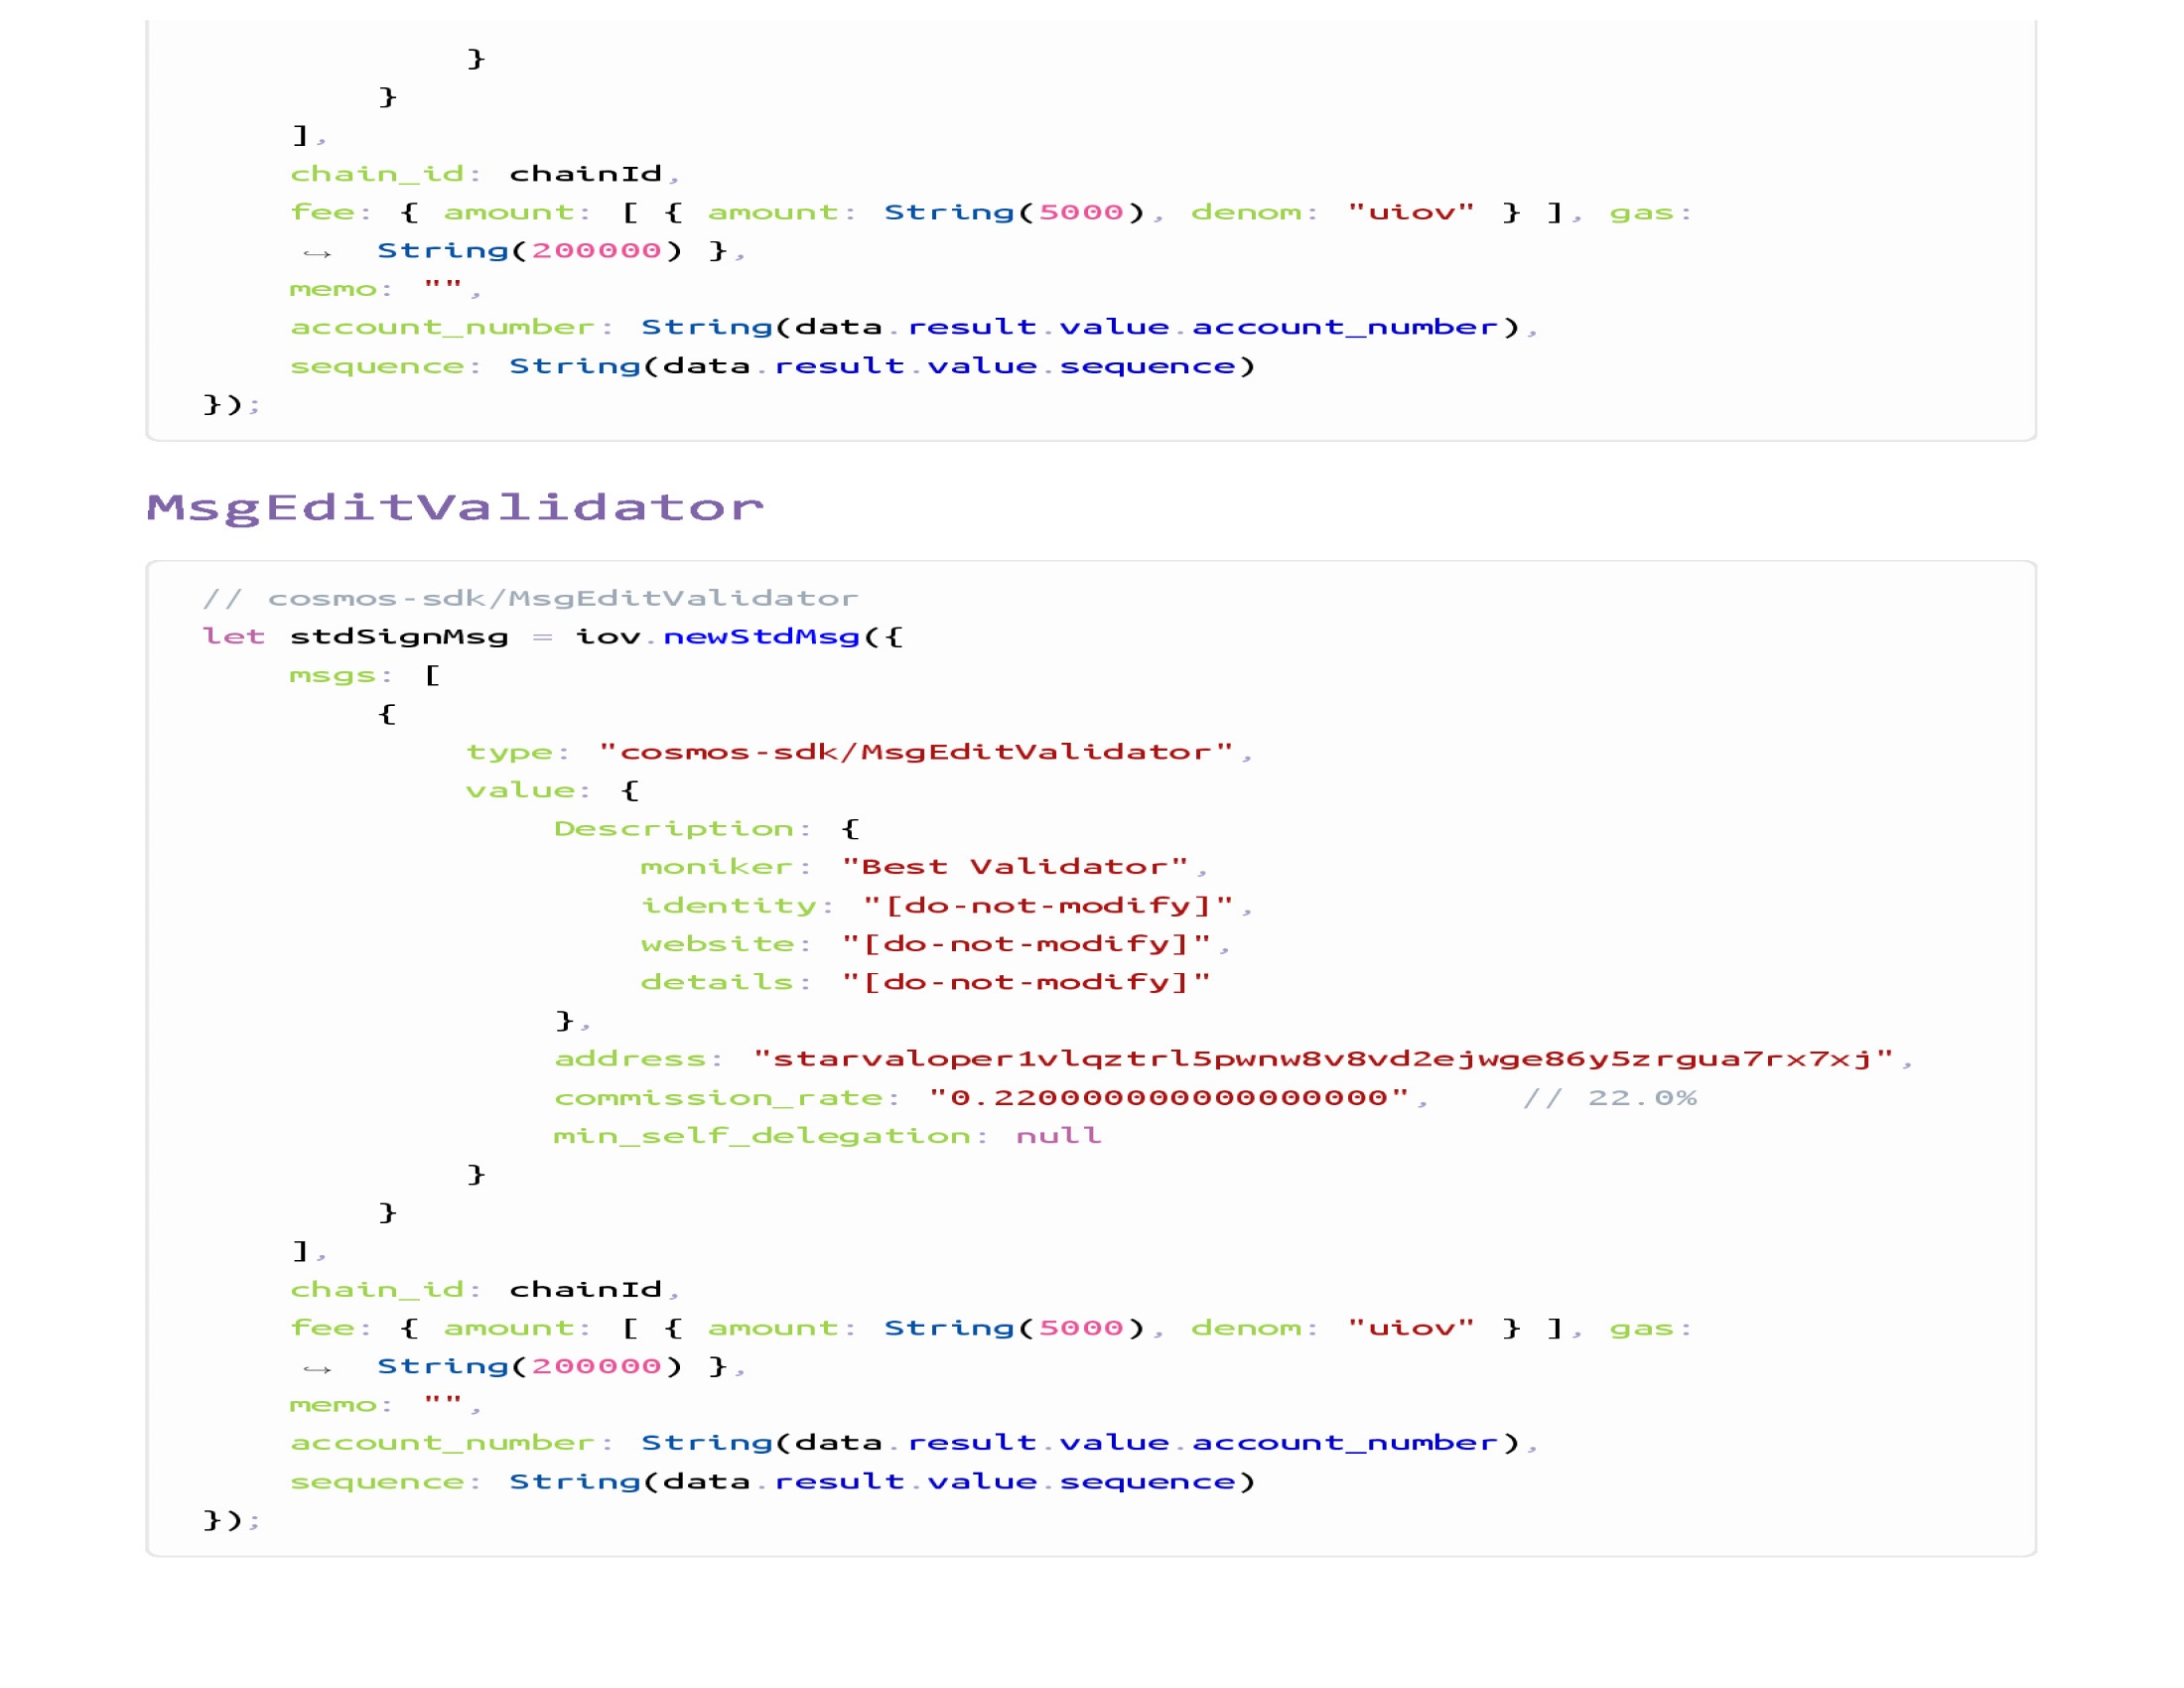 }
        }
    ],
    chain_id: chainId,
    fee: { amount: [ { amount: String(5000), denom: "uiov" } ], gas:
    ↪  String(200000) },
    memo: "",
    account_number: String(data.result.value.account_number),
    sequence: String(data.result.value.sequence)
});
MsgEditValidator
// cosmos-sdk/MsgEditValidator
let stdSignMsg = iov.newStdMsg({
    msgs: [
        {
            type: "cosmos-sdk/MsgEditValidator",
            value: {
                Description: {
                    moniker: "Best Validator",
                    identity: "[do-not-modify]",
                    website: "[do-not-modify]",
                    details: "[do-not-modify]"
                },
                address: "starvaloper1vlqztrl5pwnw8v8vd2ejwge86y5zrgua7rx7xj",
                commission_rate: "0.220000000000000000",    // 22.0%
                min_self_delegation: null
            }
        }
    ],
    chain_id: chainId,
    fee: { amount: [ { amount: String(5000), denom: "uiov" } ], gas:
    ↪  String(200000) },
    memo: "",
    account_number: String(data.result.value.account_number),
    sequence: String(data.result.value.sequence)
});